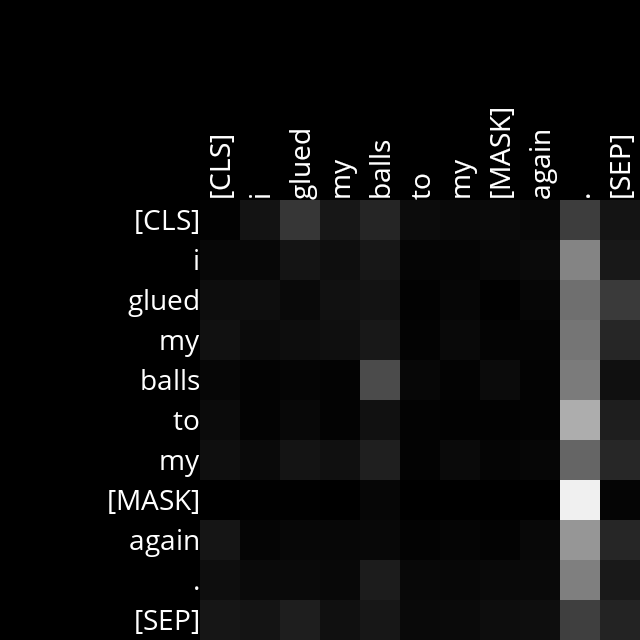 [CLS] i glued my balls to my [MASK] again . [SEP]
[CLS]
i
glued
my
balls
to
my
[MASK]
again
.
[SEP]